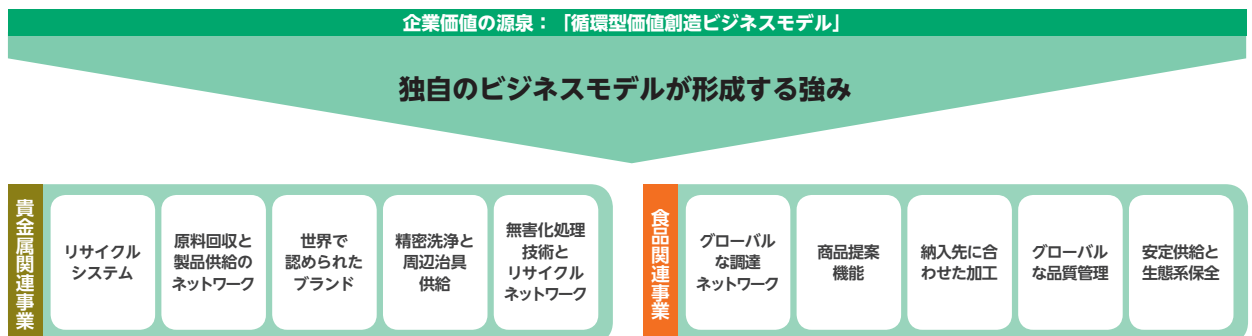 企業価値の源泉：「循環型価値創造ビジネスモデル」
独自のビジネスモデルが形成する強み
貴金属関連事業
リサイクル
システム
原料回収と
製品供給の
ネットワーク
世界で
認められた
ブランド
精密洗浄と
周辺治具
供給
無害化処理
技術と
リサイクル
ネットワーク
食品関連事業
グローバル
な調達
ネットワーク
商品提案
機能
納入先に合
わせた加工
グローバル
な品質管理
安定供給と
生態系保全